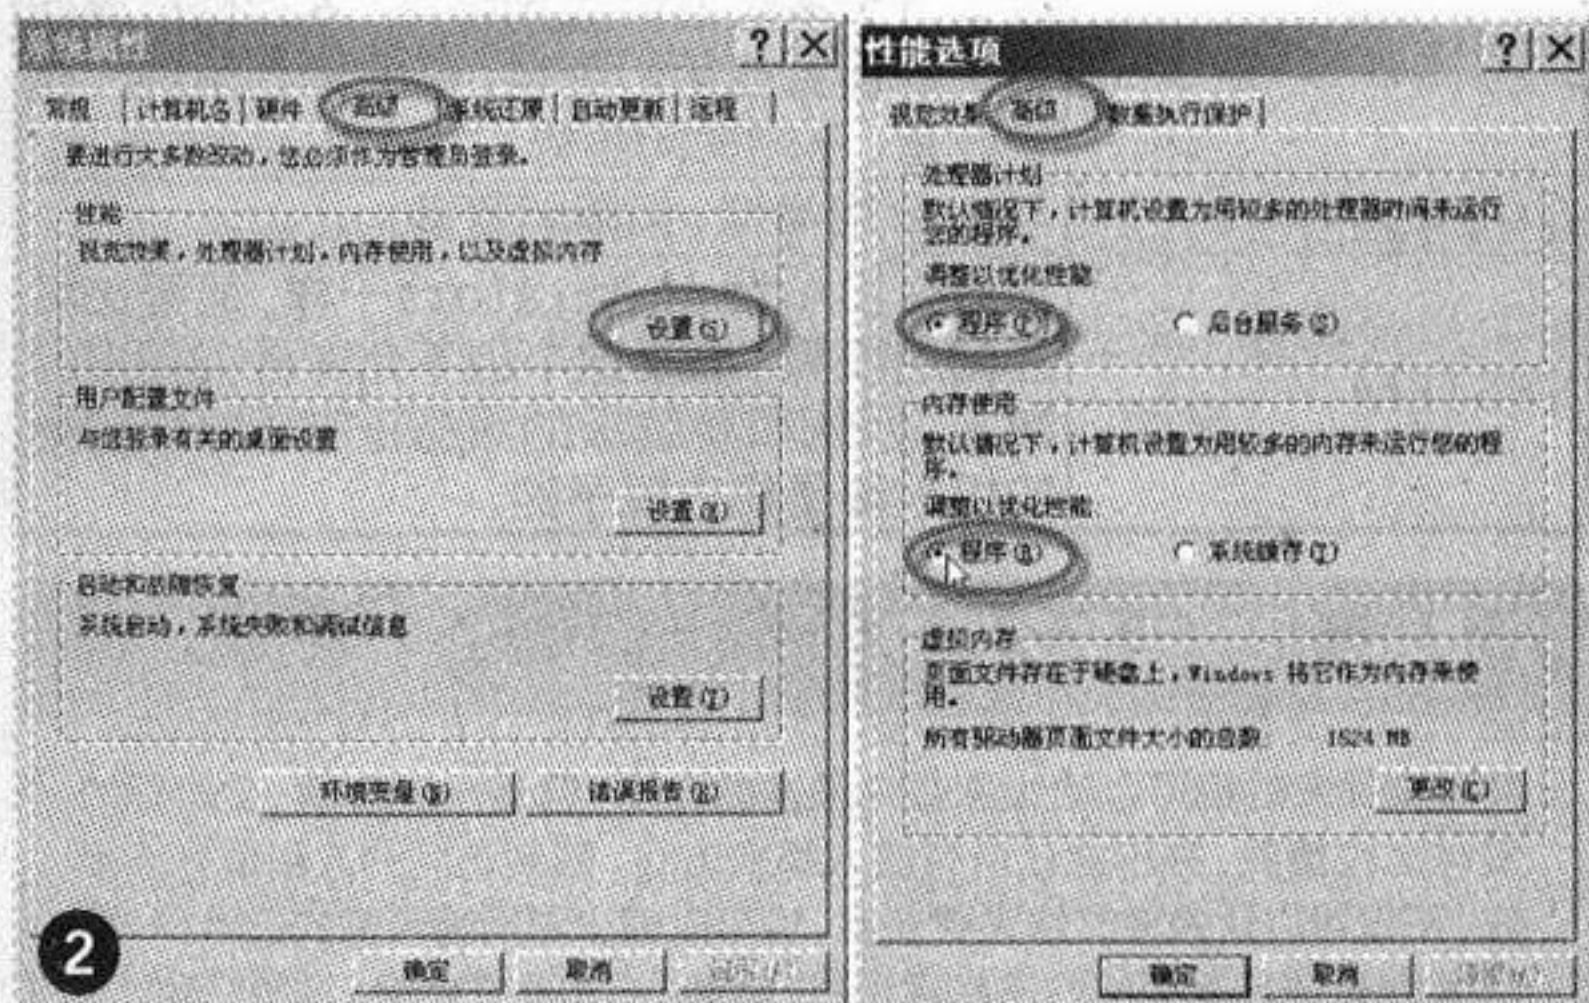 系统属性
常规 计算机名 硬件 高级 系统还原 自动更新 远程
要进行大多数改动，您必须作为管理员登录。
性能
视觉效果，处理器计划，内存使用，以及虚拟内存
设置(S)
用户配置文件
与您登录有关的桌面设置
设置(E)
启动和故障恢复
系统启动，系统失败和调试信息
设置(T)
环境变量(N) 错误报告(R)
确定 取消 应用(A)
2
性能选项
视觉效果 高级 数据执行保护
处理器计划
默认情况下，计算机设置为用较多的处理器时间来运行
您的程序。
调整以优化性能
程序(P) 后台服务(S)
内存使用
默认情况下，计算机设置为用较多的内存来运行您的程
序。
调整以优化性能
程序(R) 系统缓存(T)
虚拟内存
页面文件存在于硬盘上，Windows 将它作为内存来使
用。
所有驱动器页面文件大小的总数 1524 MB
更改(C)
确定 取消 应用(A)